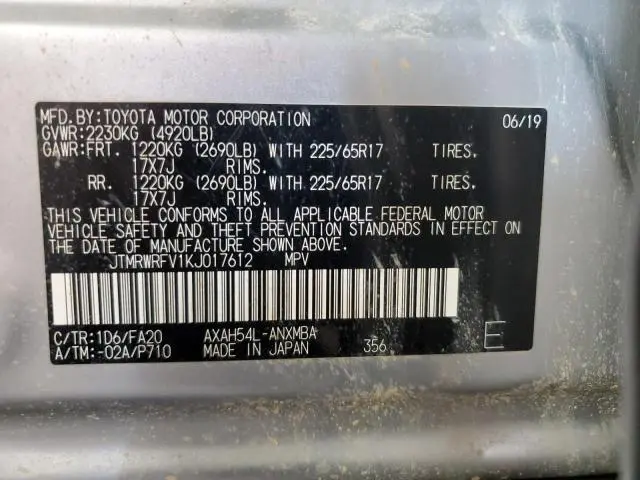 MFD.BY:TOYOTA MOTOR CORPORATION 06/19
GVWR:2230KG (4920LB)
GAWR:FRT. 1220KG (2690LB) WITH 225/65R17 TIRES.
17X7J RIMS.
RR. 1220KG (2690LB) WITH 225/65R17 TIRES.
17X7J RIMS.
THIS VEHICLE CONFORMS TO ALL APPLICABLE FEDERAL MOTOR
VEHICLE SAFETY AND THEFT PREVENTION STANDARDS IN EFFECT ON
THE DATE OF MANUFACTURE SHOWN ABOVE.
JTMRWRFV1KJ017612 MPV
C/TR:1D6/FA20 AXAH54L-ANXMBA
A/TM:-02A/P710 MADE IN JAPAN 356 E